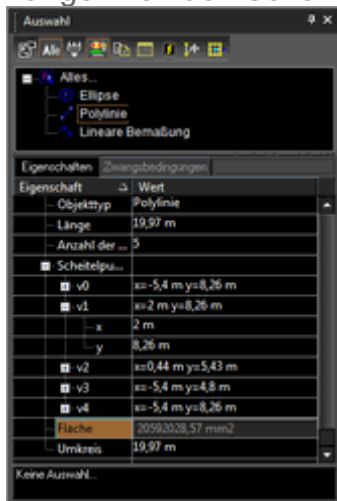 Auswahl
Alles
Alles...
Ellipse
Polylinie
Lineare Bemaßung
Eigenschaften Zwangsbedingungen
Eigenschaft Wert
Objekttyp Polylinie
Länge 19,97 m
Anzahl der ... 5
Scheitelpu...
v0 x=-5,4 m y=8,26 m
v1 x=2 m y=8,26 m
x 2 m
y 8,26 m
v2 x=0,44 m y=5,43 m
v3 x=-5,4 m y=4,8 m
v4 x=-5,4 m y=8,26 m
Fläche 20592028,57 mm2
Umkreis 19,97 m
Keine Auswahl...